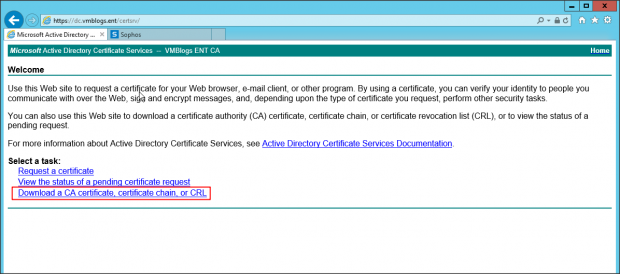 https://dc.vmblogs.ent/certsrv/
Microsoft Active Directory ... Sophos
Microsoft Active Directory Certificate Services -- VMBlogs ENT CA Home
Welcome
Use this Web site to request a certificate for your Web browser, e-mail client, or other program. By using a certificate, you can verify your identity to people you
communicate with over the Web, sign and encrypt messages, and, depending upon the type of certificate you request, perform other security tasks.
You can also use this Web site to download a certificate authority (CA) certificate, certificate chain, or certificate revocation list (CRL), or to view the status of a
pending request.
For more information about Active Directory Certificate Services, see Active Directory Certificate Services Documentation.
Select a task:
Request a certificate
View the status of a pending certificate request
Download a CA certificate, certificate chain, or CRL